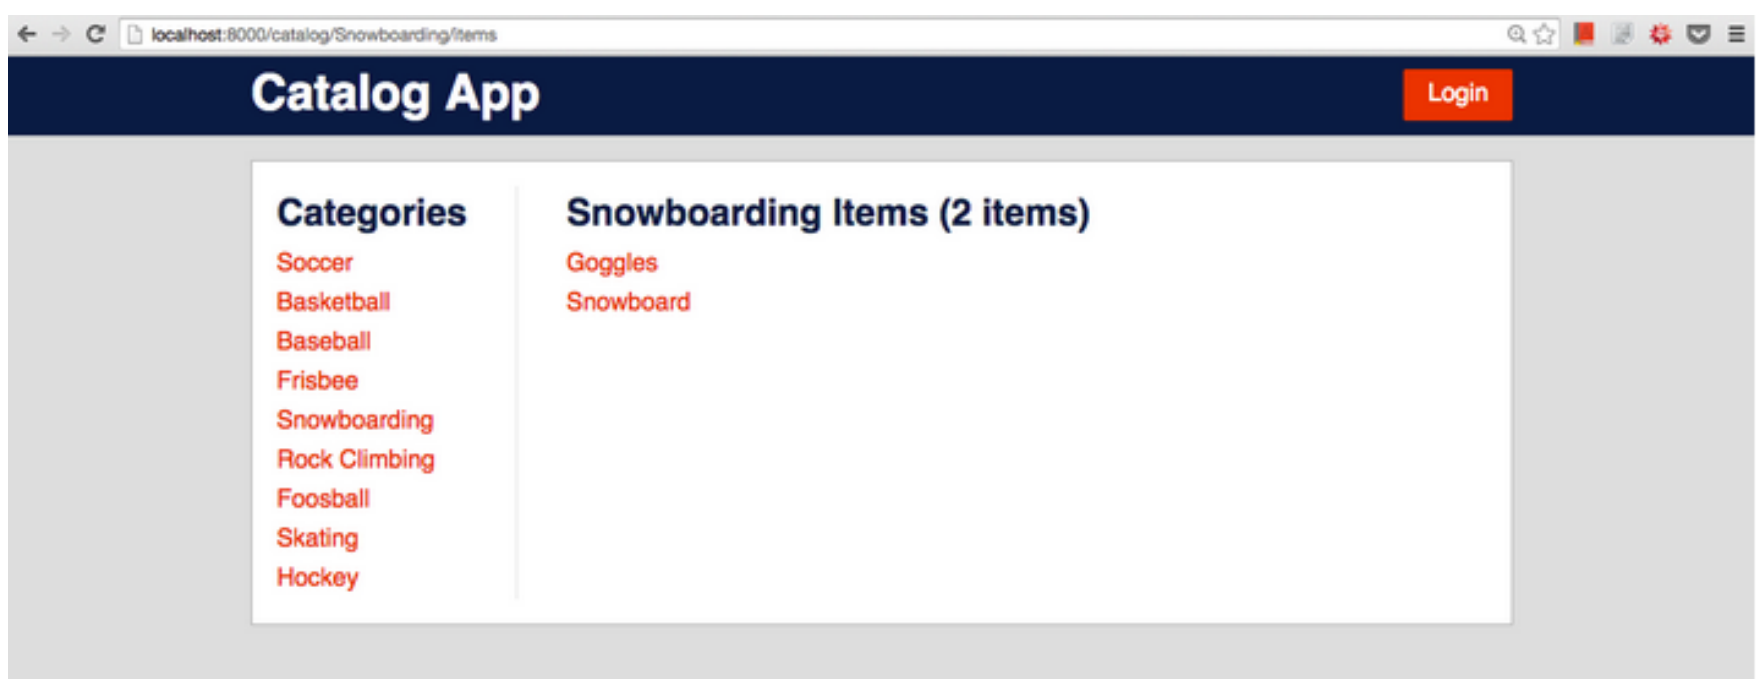 localhost:8000/catalog/Snowboarding/items
Catalog App
Login
Categories
Soccer
Basketball
Baseball
Frisbee
Snowboarding
Rock Climbing
Foosball
Skating
Hockey
Snowboarding Items (2 items)
Goggles
Snowboard